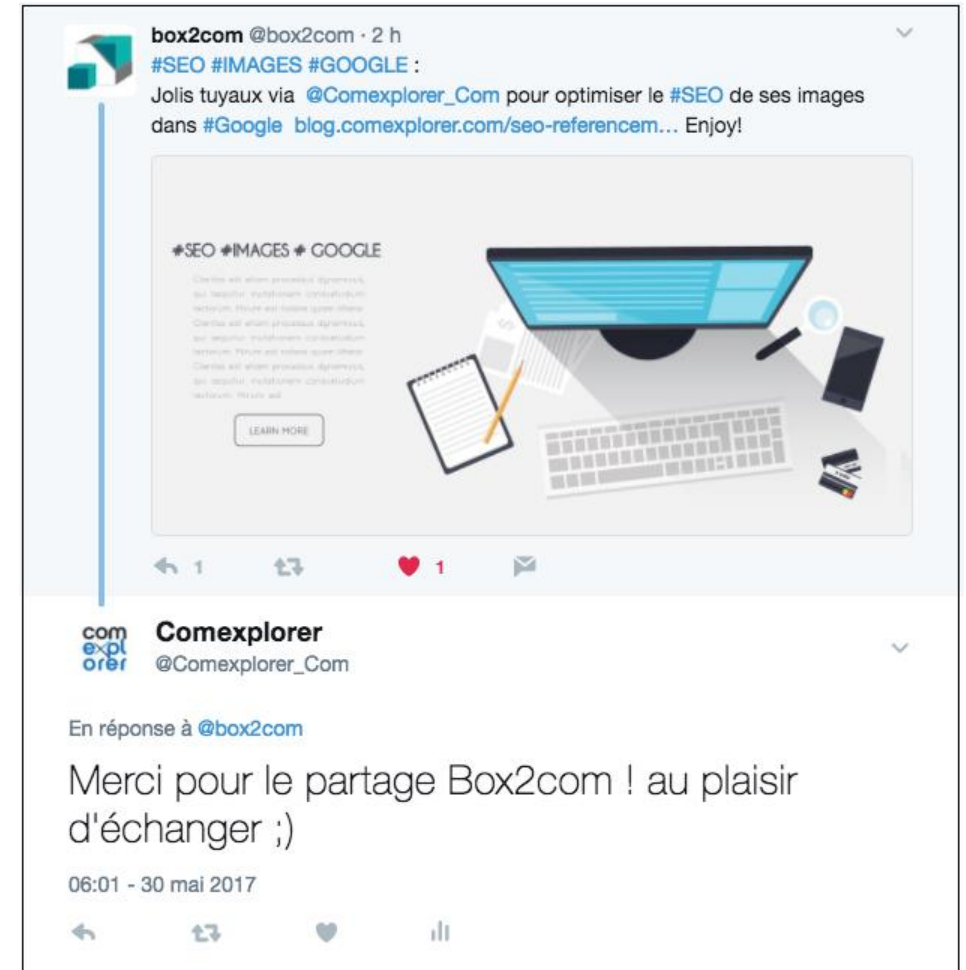 box2com @box2com · 2 h
#SEO #IMAGES #GOOGLE :
Jolis tuyaux via @Comexplorer_Com pour optimiser le #SEO de ses images
dans #Google blog.comexplorer.com/seo-referencem… Enjoy!
#SEO #IMAGES # GOOGLE
LEARN MORE
1
1
com
expl
orer
Comexplorer
@Comexplorer_Com
En réponse à @box2com
Merci pour le partage Box2com ! au plaisir
d'échanger ;)
06:01 - 30 mai 2017